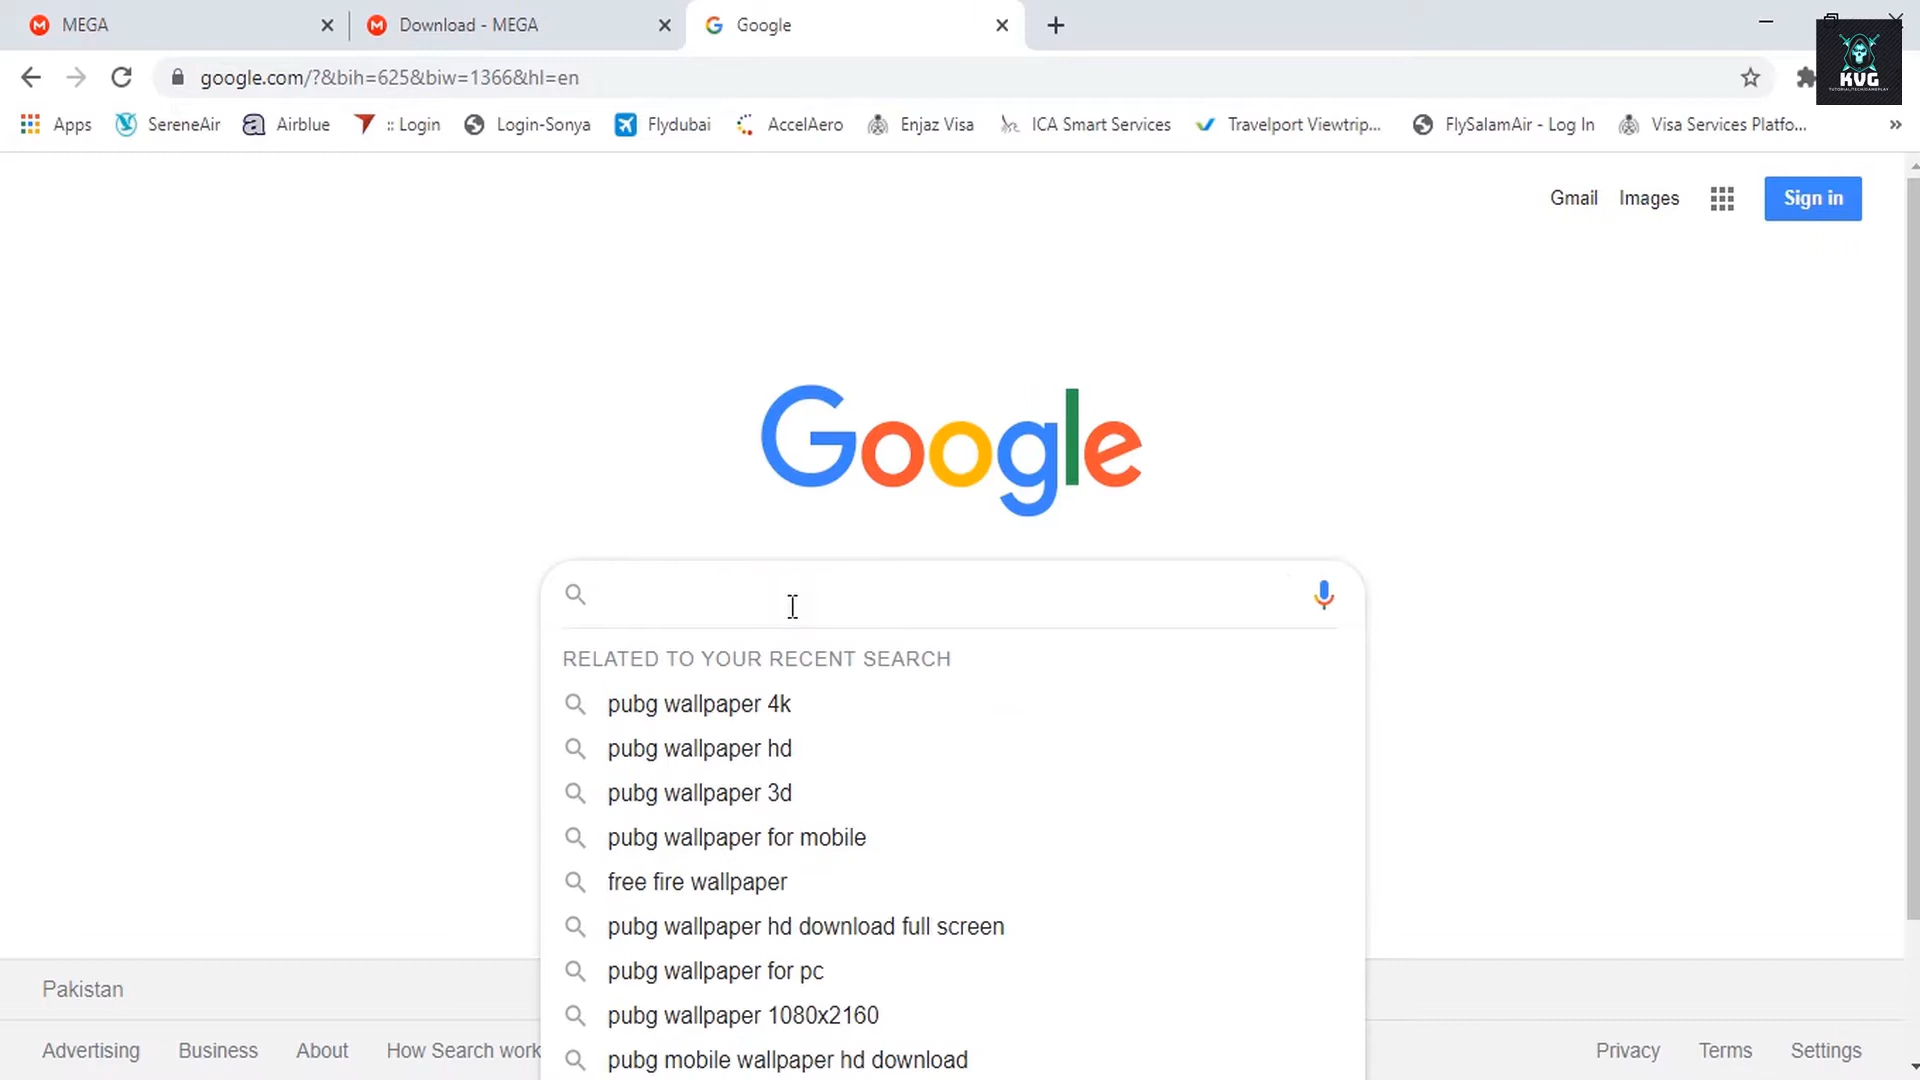 MEGA
Download - MEGA
Google
google.com/?&bih=625&biw=1366&hl=en
KVG
Apps
SereneAir
Airblue
:: Login
Login-Sonya
Flydubai
AccelAero
Enjaz Visa
ICA Smart Services
Travelport Viewtrip...
FlySalamAir - Log In
Visa Services Platfo...
Gmail
Images
Sign in
Google
RELATED TO YOUR RECENT SEARCH
pubg wallpaper 4k
pubg wallpaper hd
pubg wallpaper 3d
pubg wallpaper for mobile
free fire wallpaper
pubg wallpaper hd download full screen
pubg wallpaper for pc
pubg wallpaper 1080x2160
pubg mobile wallpaper hd download
Pakistan
Advertising
Business
About
How Search work
Privacy
Terms
Settings